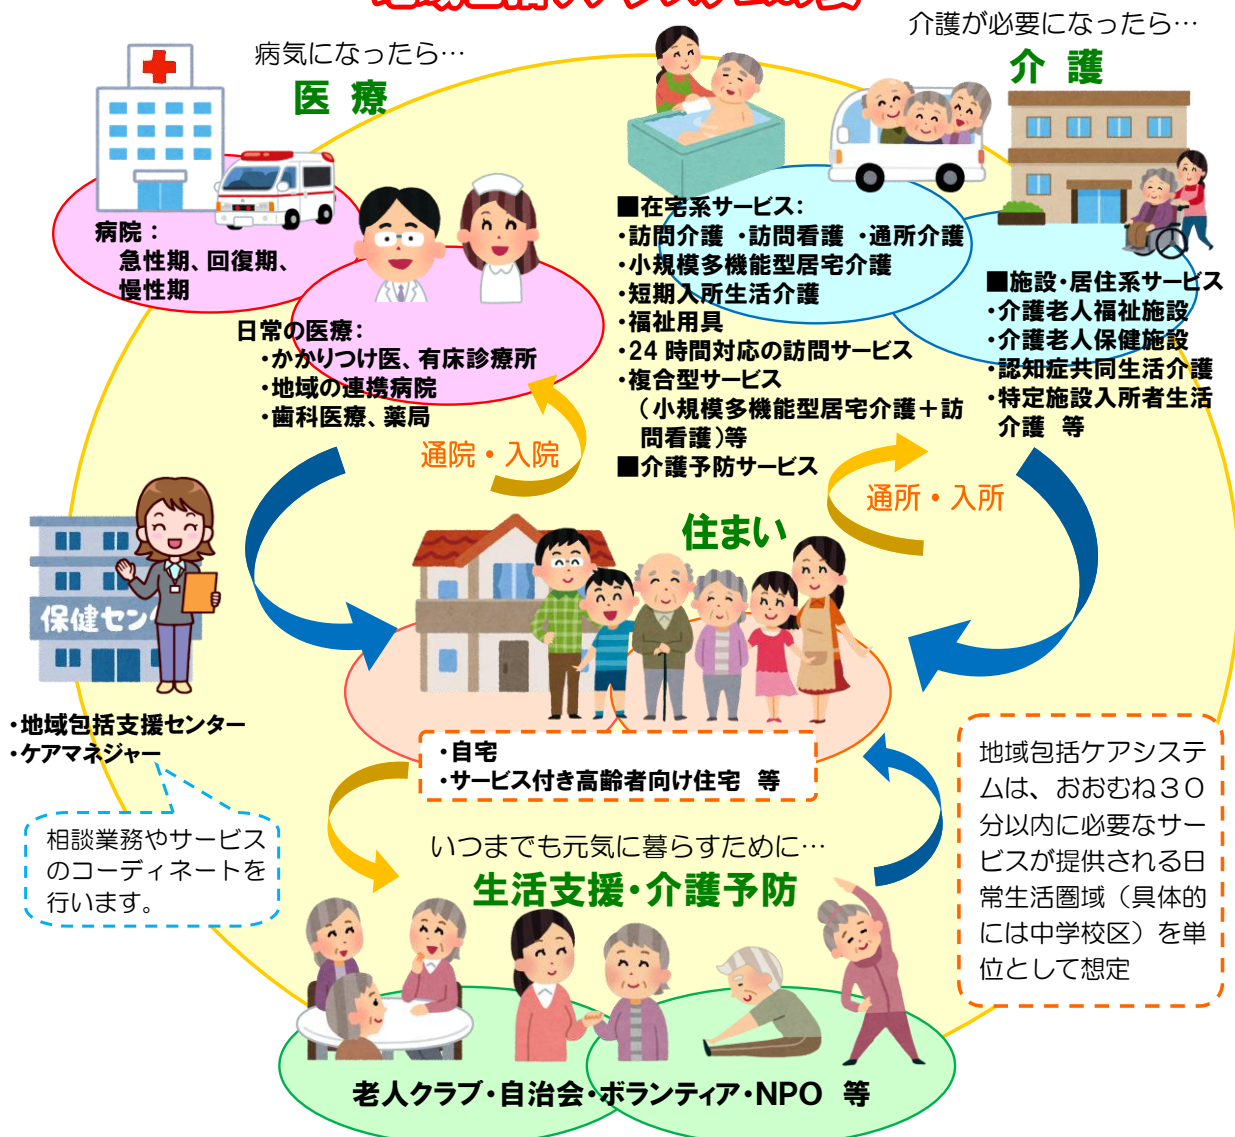 病気になったら…
医 療
介護が必要になったら…
介 護
病院：
急性期、回復期、
慢性期
日常の医療：
・かかりつけ医、有床診療所
・地域の連携病院
・歯科医療、薬局
通院・入院
■在宅系サービス：
・訪問介護 ・訪問看護 ・通所介護
・小規模多機能型居宅介護
・短期入所生活介護
・福祉用具
・24 時間対応の訪問サービス
・複合型サービス
（小規模多機能型居宅介護＋訪
問看護）等
■介護予防サービス
■施設・居住系サービス
・介護老人福祉施設
・介護老人保健施設
・認知症共同生活介護
・特定施設入所者生活
介護 等
通所・入所
住まい
保健セン
・地域包括支援センター
・ケアマネジャー
相談業務やサービス
のコーディネートを
行います。
・自宅
・サービス付き高齢者向け住宅 等
地域包括ケアシステ
ムは、おおむね３０
分以内に必要なサー
ビスが提供される日
常生活圏域（具体的
には中学校区）を単
位として想定
いつまでも元気に暮らすために…
生活支援・介護予防
老人クラブ・自治会・ボランティア・NPO 等